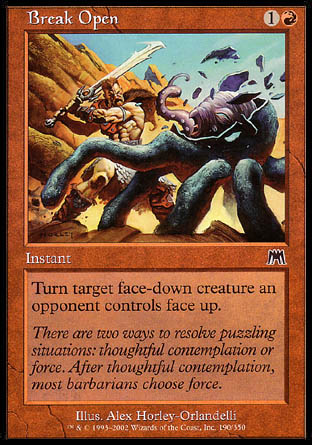 Break Open
1
HORLEY
Instant
Turn target face-down creature an
opponent controls face up.
There are two ways to resolve puzzling
situations: thoughtful contemplation or
force. After thoughtful contemplation,
most barbarians choose force.
Illus. Alex Horley-Orlandelli
™ & © 1993–2002 Wizards of the Coast, Inc. 190/350